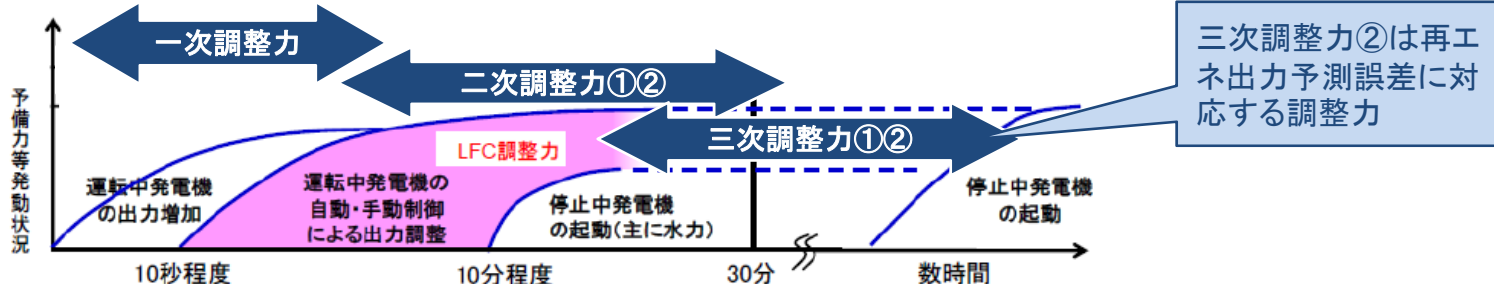 一次調整力
二次調整力①②
三次調整力①②
三次調整力②は再エ
ネ出力予測誤差に対
応する調整力
予備力等発動状況
LFC調整力
運転中発電機
の出力増加
運転中発電機の
自動・手動制御
による出力調整
停止中発電機
の起動(主に水力)
停止中発電機
の起動
10秒程度
10分程度
30分
数時間